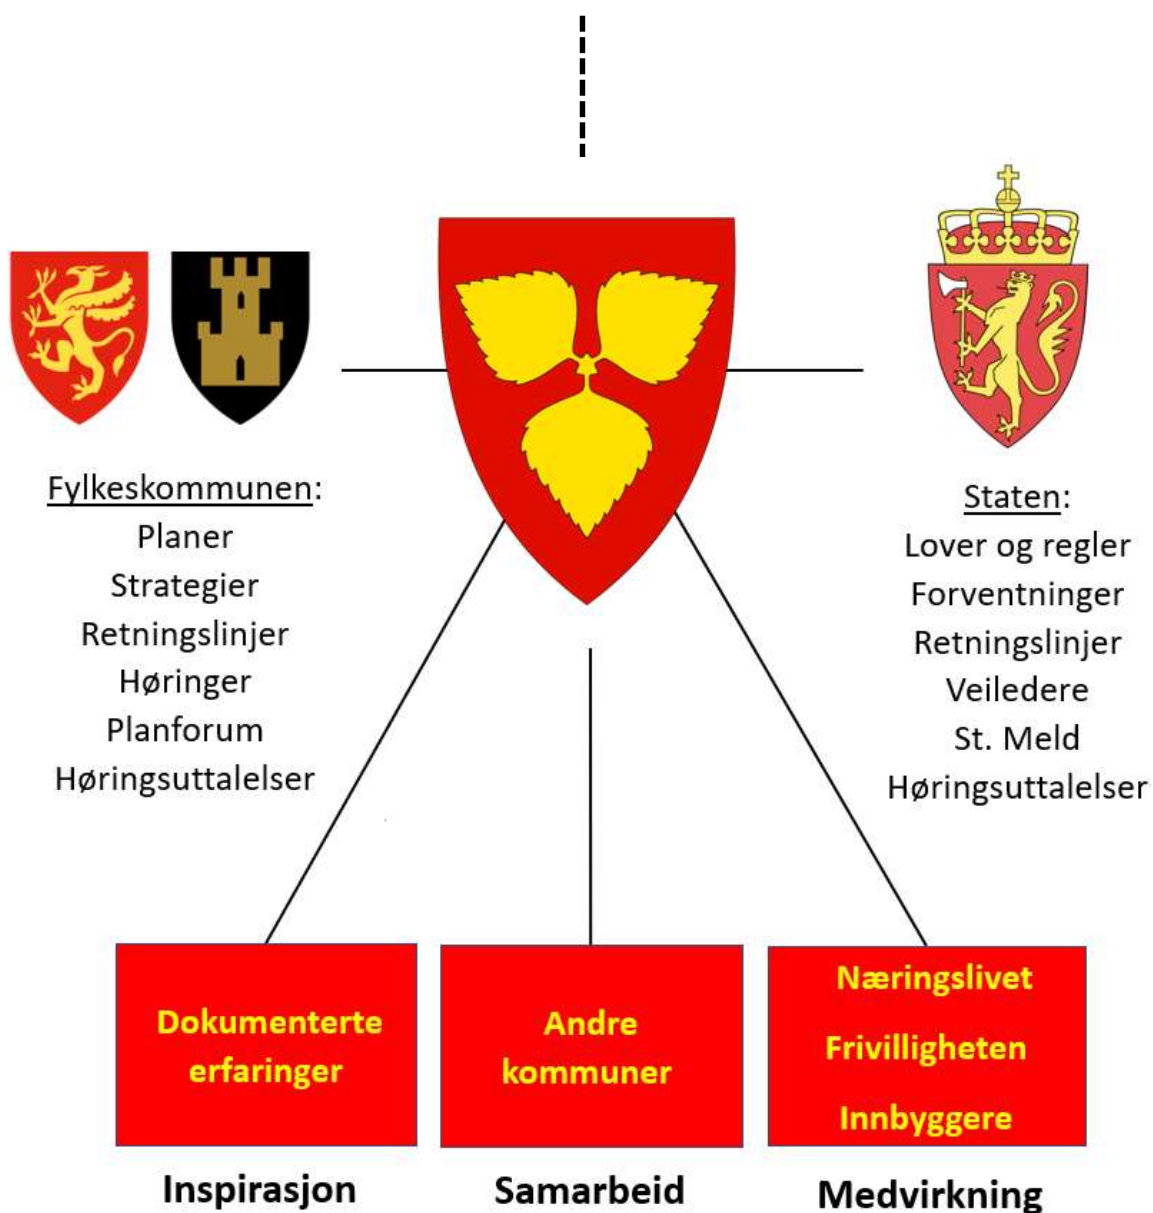 Fylkeskommunen:
Planer
Strategier
Retningslinjer
Høringer
Planforum
Høringsuttalelser
Staten:
Lover og regler
Forventninger
Retningslinjer
Veiledere
St. Meld
Høringsuttalelser
Dokumenterte
erfaringer
Inspirasjon
Andre
kommuner
Samarbeid
Næringslivet
Frivilligheten
Innbyggere
Medvirkning